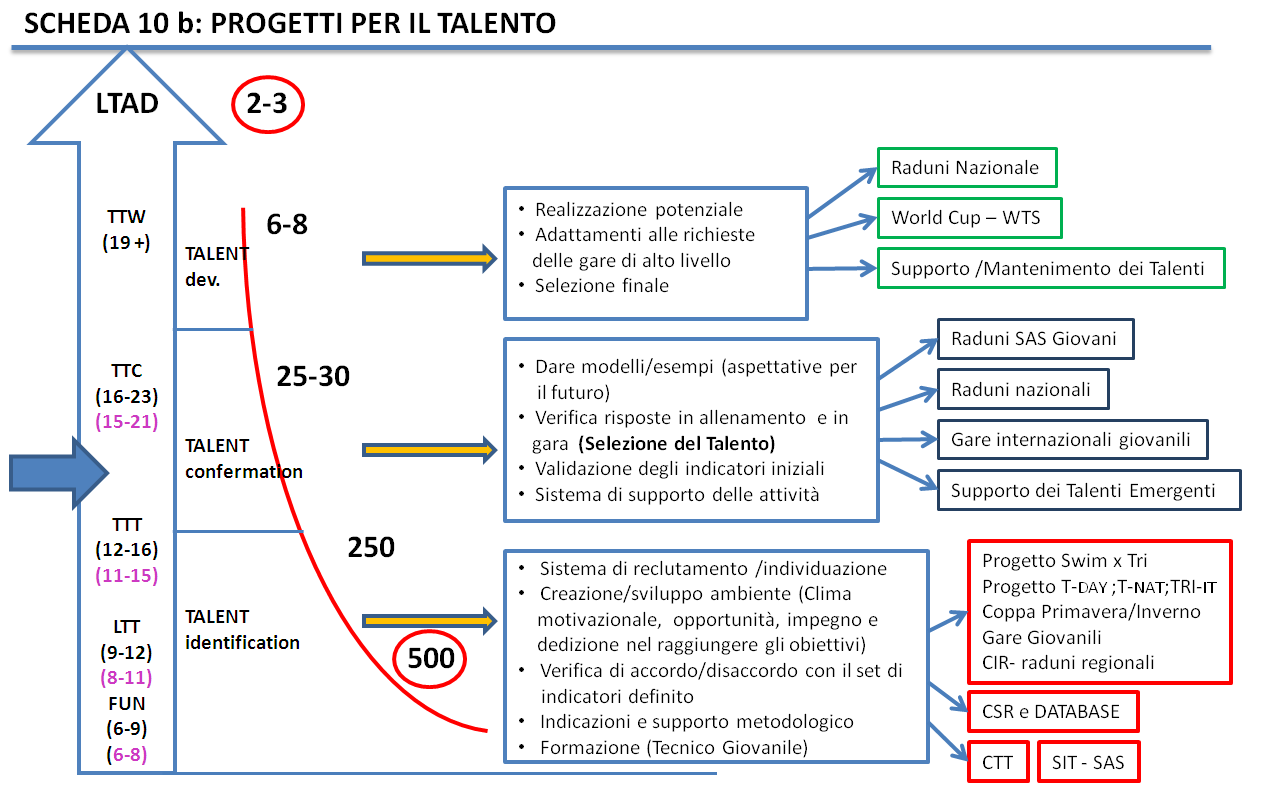 SCHEDA 10 b: PROGETTI PER IL TALENTO
LTAD
2-3
TTW
(19 +)
TALENT
dev.
6-8
• Realizzazione potenziale
• Adattamenti alle richieste
delle gare di alto livello
• Selezione finale
Raduni Nazionale
World Cup – WTS
Supporto /Mantenimento dei Talenti
TTC
(16-23)
(15-21)
TALENT
confermation
25-30
• Dare modelli/esempi (aspettative per
il futuro)
• Verifica risposte in allenamento e in
gara (Selezione del Talento)
• Validazione degli indicatori iniziali
• Sistema di supporto delle attività
Raduni SAS Giovani
Raduni nazionali
Gare internazionali giovanili
Supporto dei Talenti Emergenti
TTT
(12-16)
(11-15)
LTT
(9-12)
(8-11)
FUN
(6-9)
(6-8)
TALENT
identification
250
500
• Sistema di reclutamento /individuazione
• Creazione/sviluppo ambiente (Clima
motivazionale, opportunità, impegno e
dedizione nel raggiungere gli obiettivi)
• Verifica di accordo/disaccordo con il set di
indicatori definito
• Indicazioni e supporto metodologico
• Formazione (Tecnico Giovanile)
Progetto Swim x Tri
Progetto T-DAY ;T-NAT;TRI-IT
Coppa Primavera/Inverno
Gare Giovanili
CIR- raduni regionali
CSR e DATABASE
CTT
SIT - SAS